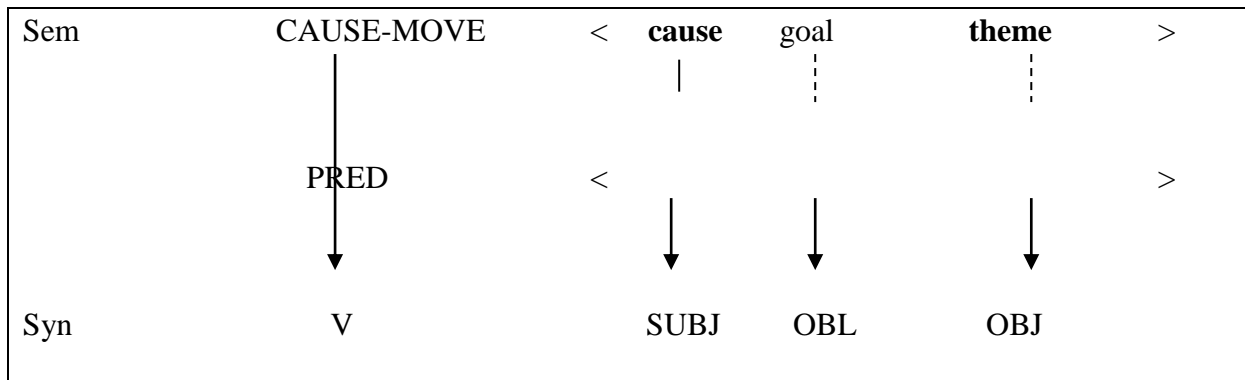 Sem CAUSE-MOVE < cause goal theme >
PRED < >
Syn V SUBJ OBL OBJ